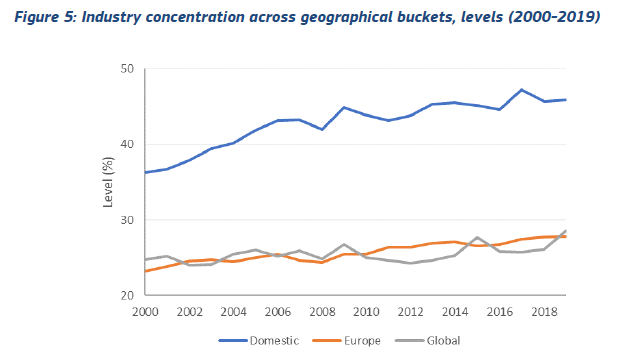 Figure 5: Industry concentration across geographical buckets, levels (2000-2019)
50
40
30
20
Level (%)
2000 2002 2004 2006 2008 2010 2012 2014 2016 2018
Domestic Europe Global